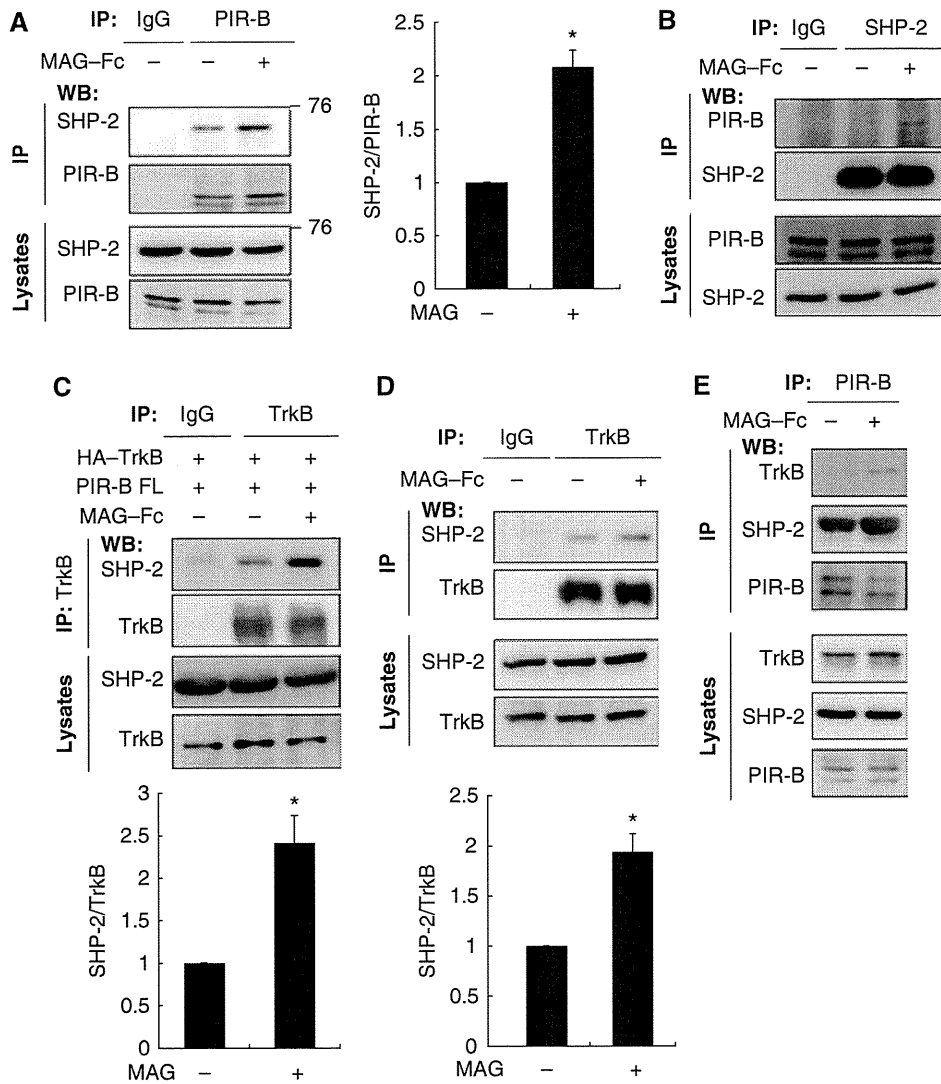 A
IP: IgG PIR-B
MAG–Fc – – +
WB:
IP
SHP-2
76
PIR-B
76
Lysates
SHP-2
PIR-B
SHP-2/PIR-B
2.5
2
1.5
1
0.5
0
*
MAG – +
B
IP: IgG SHP-2
MAG–Fc – – +
WB:
IP
PIR-B
SHP-2
Lysates
PIR-B
SHP-2
C
IP: IgG TrkB
HA–TrkB + + +
PIR-B FL + + +
MAG–Fc – – +
WB:
IP: TrkB
SHP-2
TrkB
Lysates
SHP-2
TrkB
SHP-2/TrkB
3
2.5
2
1.5
1
0.5
0
*
MAG – +
D
IP: IgG TrkB
MAG–Fc – – +
WB:
IP
SHP-2
TrkB
Lysates
SHP-2
TrkB
SHP-2/TrkB
2.5
2
1.5
1
0.5
0
*
MAG – +
E
IP: PIR-B
MAG–Fc – +
WB:
IP
TrkB
SHP-2
PIR-B
Lysates
TrkB
SHP-2
PIR-B